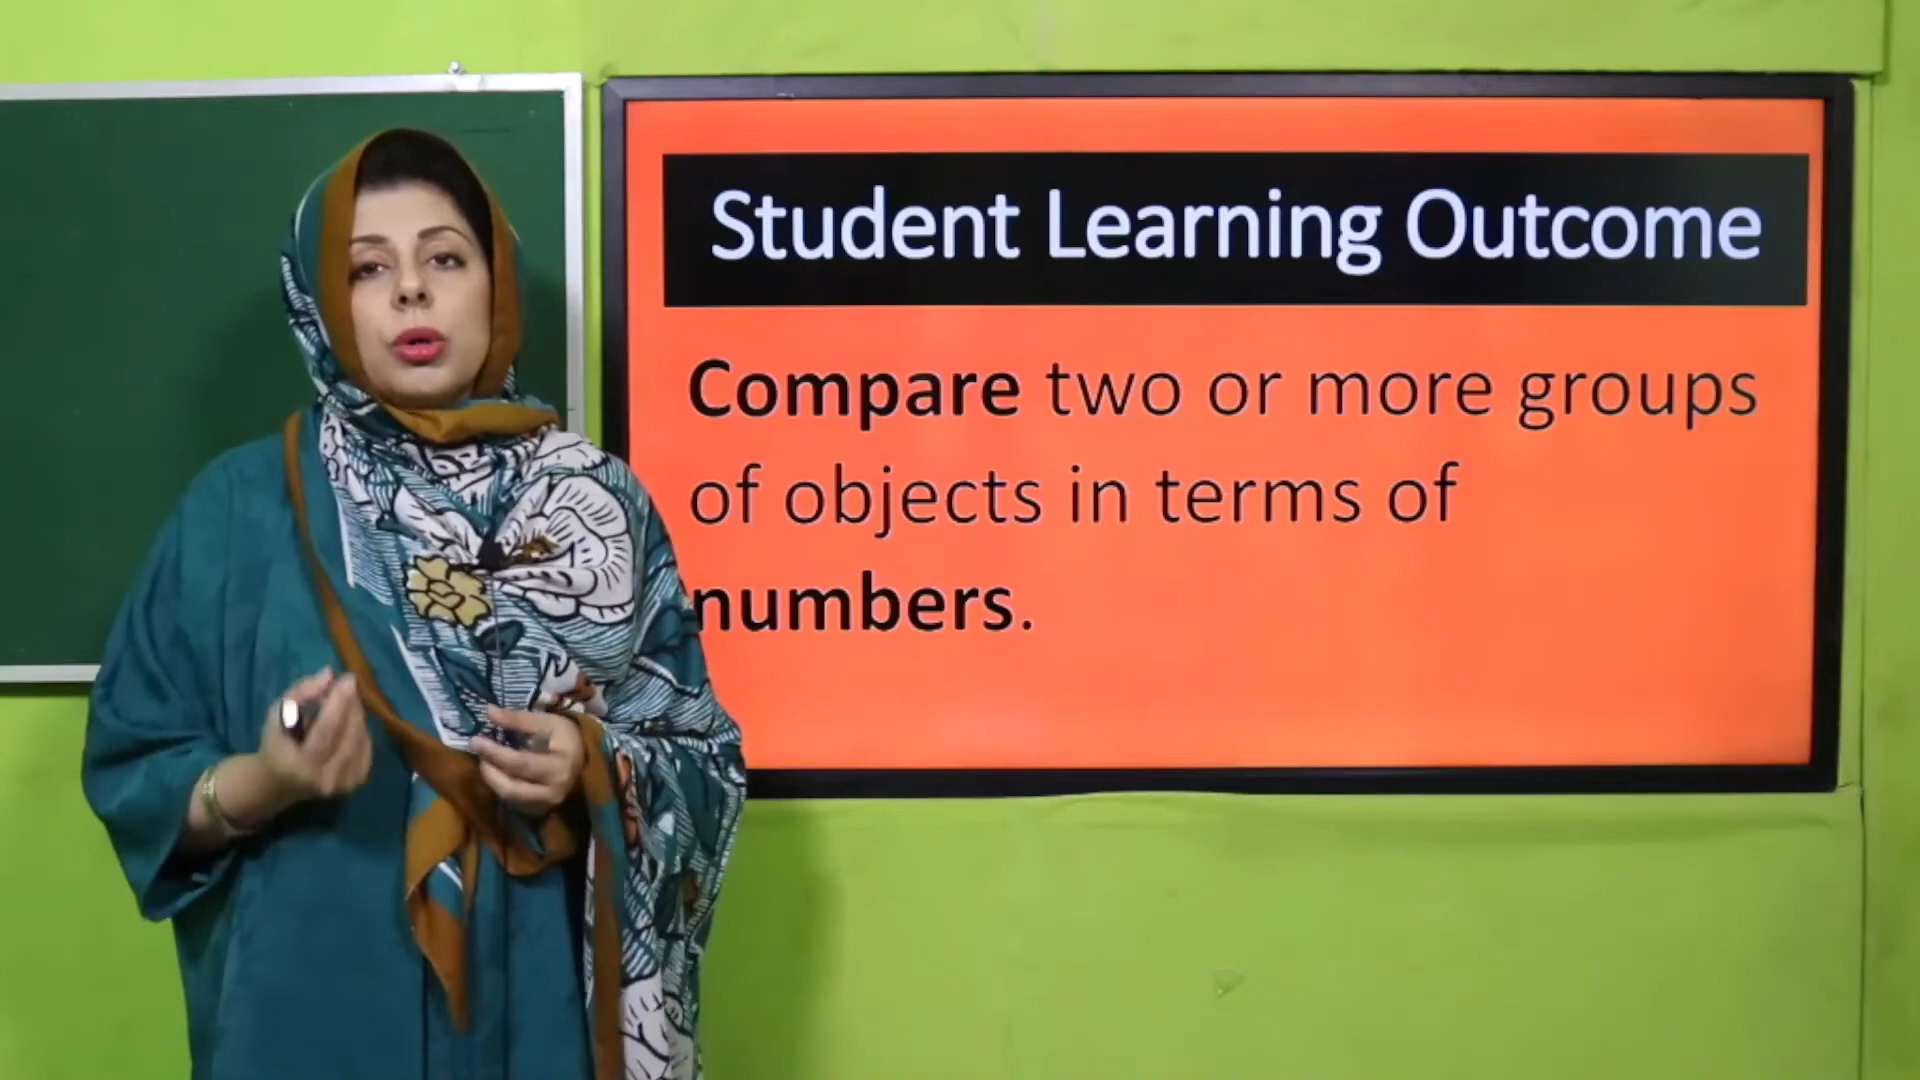 Student Learning Outcome
Compare two or more groups
of objects in terms of
numbers.